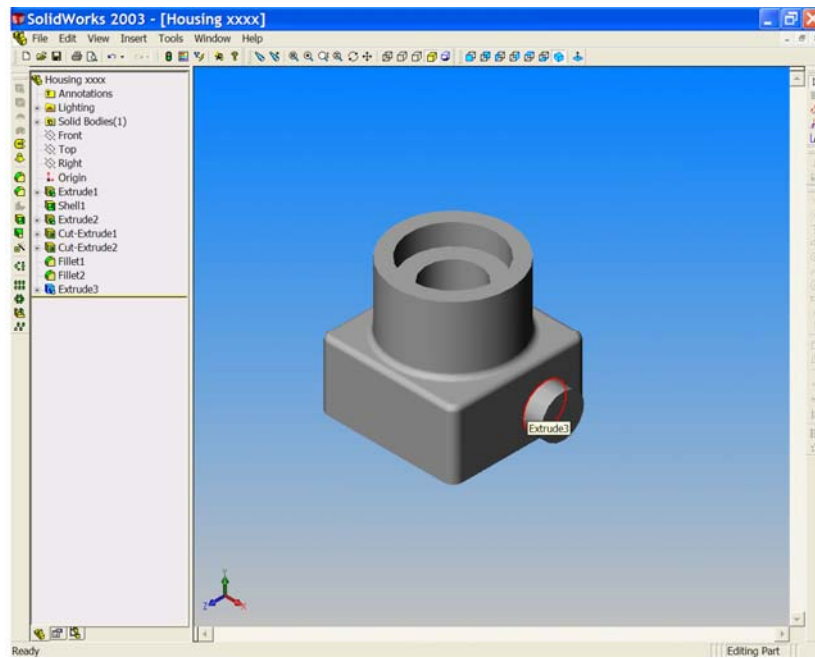 SolidWorks 2003 - [Housing xxxx]
File Edit View Insert Tools Window Help
Housing xxxx
Annotations
Lighting
Solid Bodies(1)
Front
Top
Right
Origin
Extrude1
Shell1
Extrude2
Cut-Extrude1
Cut-Extrude2
Fillet1
Fillet2
Extrude3
Extrude3
Y
Z
X
Ready
Editing Part